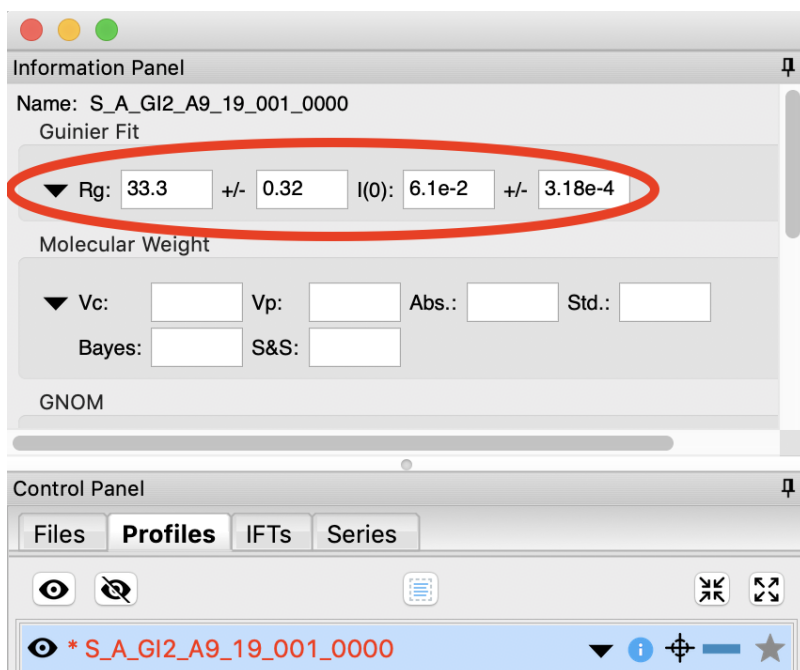 Information Panel
Name: S_A_GI2_A9_19_001_0000
Guinier Fit
Rg: 33.3 +/- 0.32 I(0): 6.1e-2 +/- 3.18e-4
Molecular Weight
Vc: Vp: Abs.: Std.:
Bayes: S&S:
GNOM
Control Panel
Files Profiles IFTs Series
* S_A_GI2_A9_19_001_0000